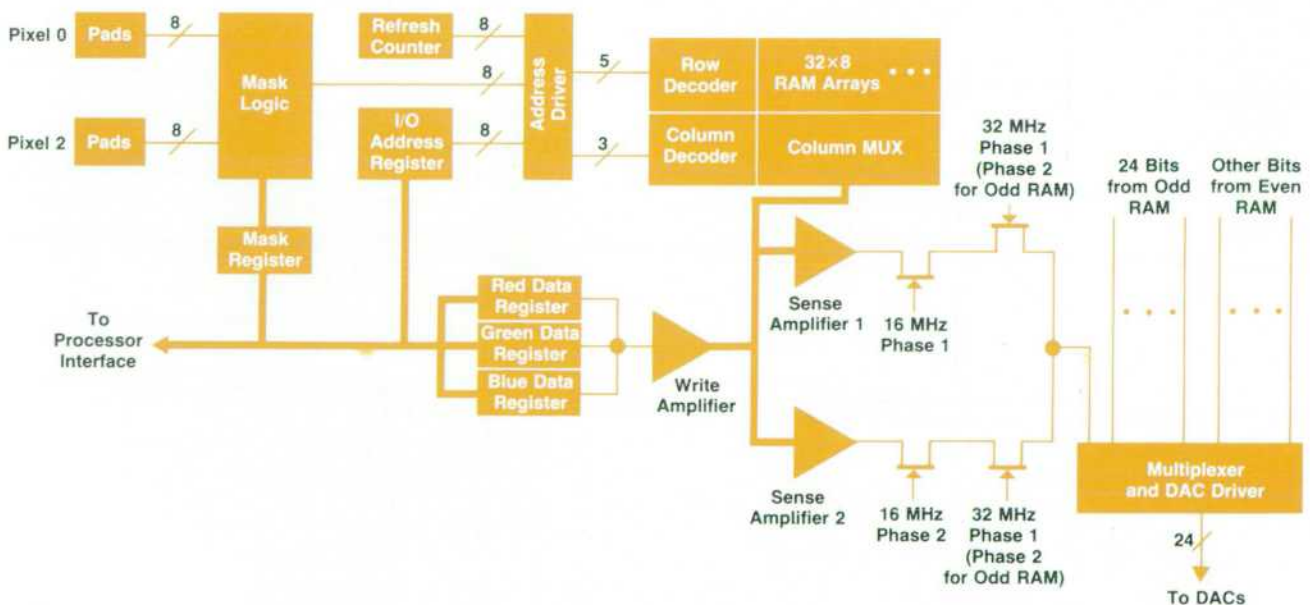 Pixel 0
Pads
8
Mask
Logic
Refresh
Counter
8
8
Address
Driver
5
Row
Decoder
32×8
RAM Arrays
• • •
Pixel 2
Pads
8
I/O
Address
Register
8
3
Column
Decoder
Column MUX
32 MHz
Phase 1
(Phase 2
for Odd RAM)
24 Bits
from Odd
RAM
Other Bits
from Even
RAM
Mask
Register
To
Processor
Interface
Red Data
Register
Green Data
Register
Blue Data
Register
Write
Amplifier
Sense
Amplifier 1
16 MHz
Phase 1
• • •
• • •
Sense
Amplifier 2
16 MHz
Phase 2
32 MHz
Phase 1
(Phase 2
for Odd RAM)
Multiplexer
and DAC Driver
24
To DACs